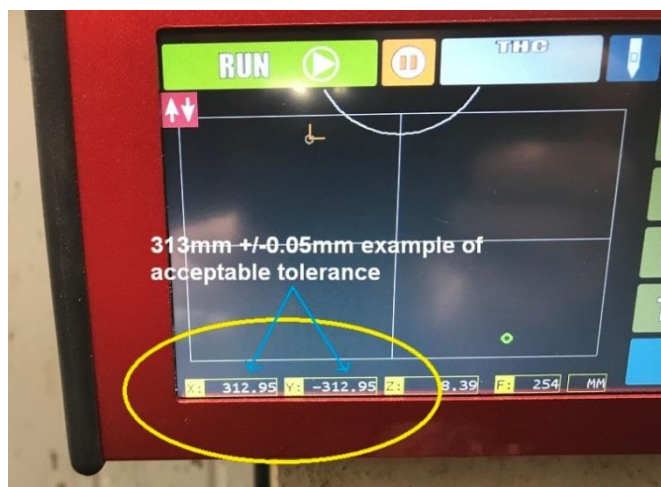 RUN THC
D
313mm +/-0.05mm example of
acceptable tolerance
X: 312.95 Y: -312.95 Z: 8.39 F: 254 MM